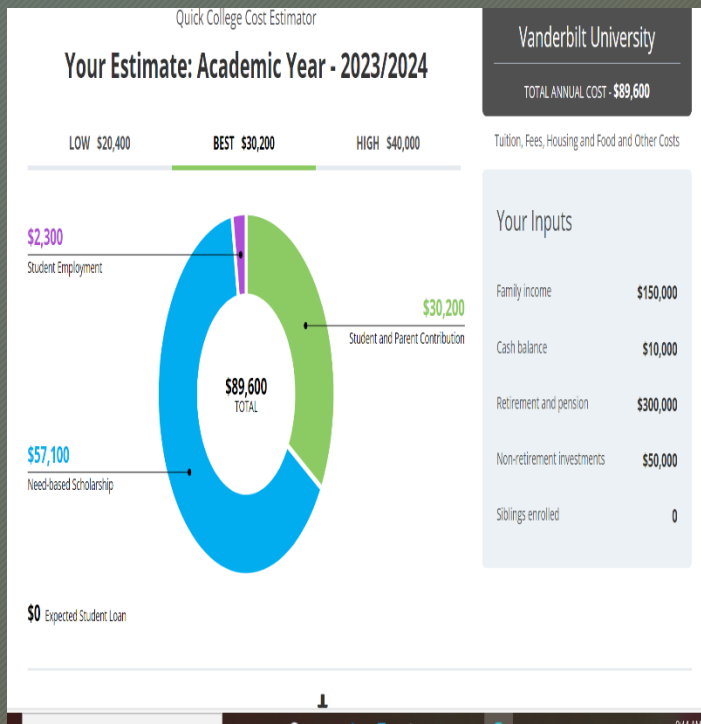 Quick College Cost Estimator
Your Estimate: Academic Year - 2023/2024
LOW $20,400 BEST $30,200 HIGH $40,000
$2,300
Student Employment
$30,200
Student and Parent Contribution
$89,600
TOTAL
$57,100
Need-based Scholarship
$0 Expected Student Loan
Vanderbilt University
TOTAL ANNUAL COST - $89,600
Tuition, Fees, Housing and Food and Other Costs
Your Inputs
Family income $150,000
Cash balance $10,000
Retirement and pension $300,000
Non-retirement investments $50,000
Siblings enrolled 0